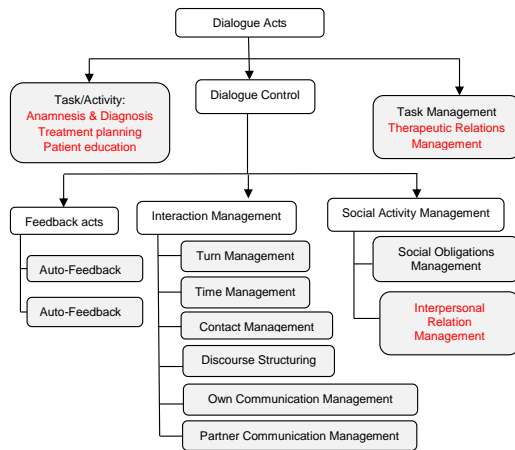 Dialogue Acts
Task/Activity:
Anamnesis & Diagnosis
Treatment planning
Patient education
Dialogue Control
Task Management
Therapeutic Relations
Management
Feedback acts
Auto-Feedback
Auto-Feedback
Interaction Management
Turn Management
Time Management
Contact Management
Discourse Structuring
Own Communication Management
Partner Communication Management
Social Activity Management
Social Obligations
Management
Interpersonal
Relation
Management